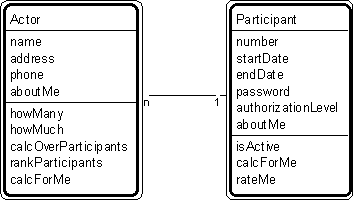 Actor
name
address
phone
aboutMe
howMany
howMuch
calcOverParticipants
rankParticipants
calcForMe
n
1
Participant
number
startDate
endDate
password
authorizationLevel
aboutMe
isActive
calcForMe
rateMe